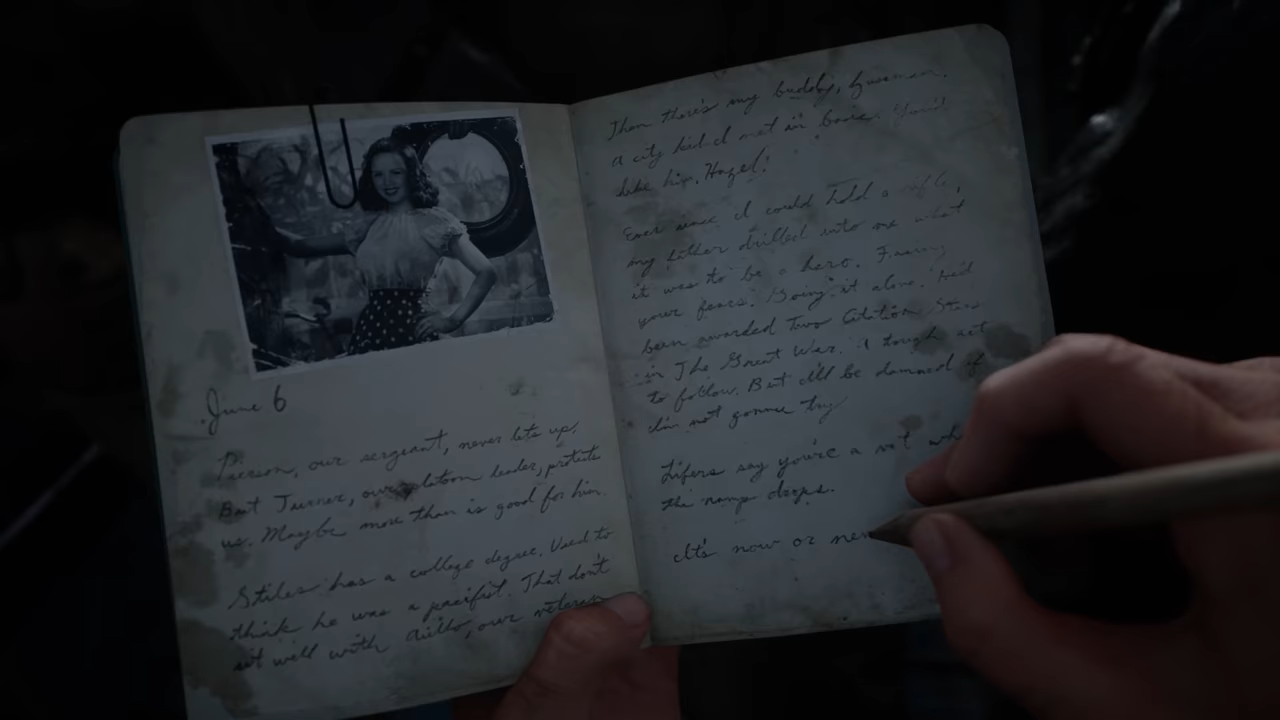 June 6
Pierson, our sergeant, never lets up.
But Turner, our platoon leader, protects
us. Maybe more than is good for him.
Stiles has a college degree. Used to
think he was a pacifist. That don't
sit well with Aiello, our veteran
Then there's my buddy, Zussman.
A city kid I met in basic. You'd
like him, Hazel!
Ever since I could hold a rifle,
my father drilled into me what
it was to be a hero. Facing
your fears. Doing it alone. He'd
been awarded Two Citation Stars
in The Great War. A tough act
to follow. But I'll be damned if
I'm not gonna try
Lifers say you're a vet when
the ramp drops.
It's now or nev